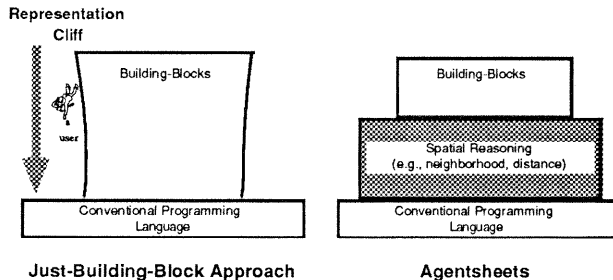 Representation
Cliff
Building-Blocks
user
Conventional Programming
Language
Just-Building-Block Approach
Building-Blocks
Spatial Reasoning
(e.g., neighborhood, distance)
Conventional Programming
Language
Agentsheets